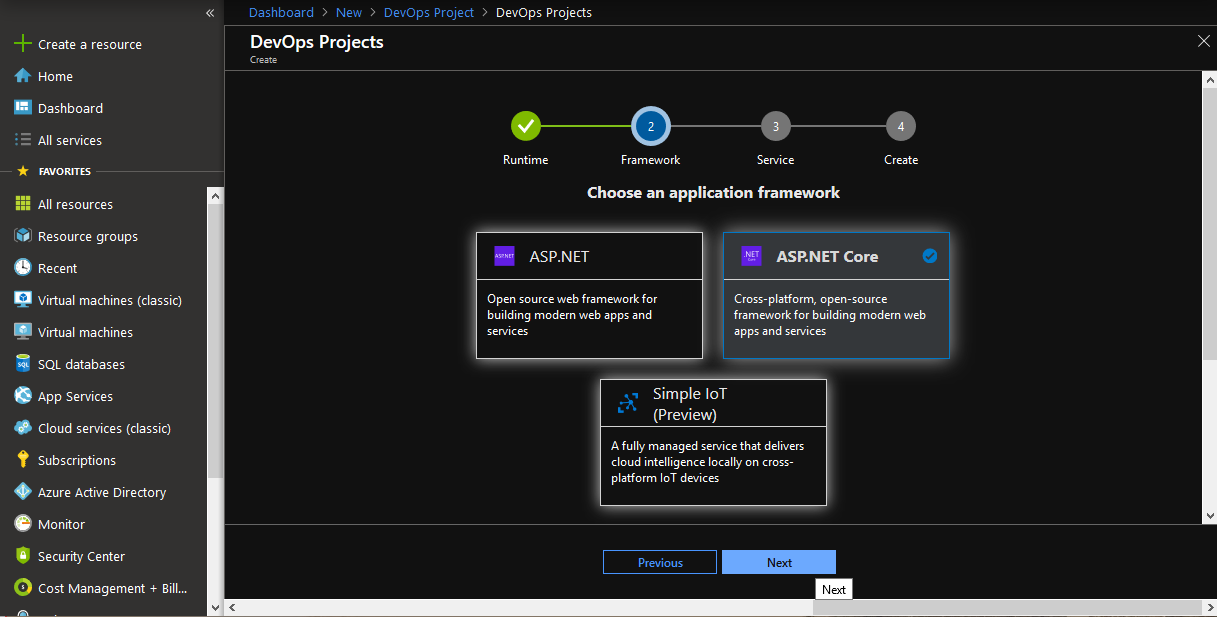 «
Dashboard > New > DevOps Project > DevOps Projects
Create a resource
Home
Dashboard
All services
FAVORITES
All resources
Resource groups
Recent
Virtual machines (classic)
Virtual machines
SQL databases
App Services
Cloud services (classic)
Subscriptions
Azure Active Directory
Monitor
Security Center
Cost Management + Bill...
DevOps Projects
Create
2
3
4
Runtime
Framework
Service
Create
Choose an application framework
ASP.NET
Open source web framework for
building modern web apps and
services
.NET
Core
ASP.NET Core
Cross-platform, open-source
framework for building modern web
apps and services
Simple IoT
(Preview)
A fully managed service that delivers
cloud intelligence locally on cross-
platform IoT devices
Previous
Next
Next